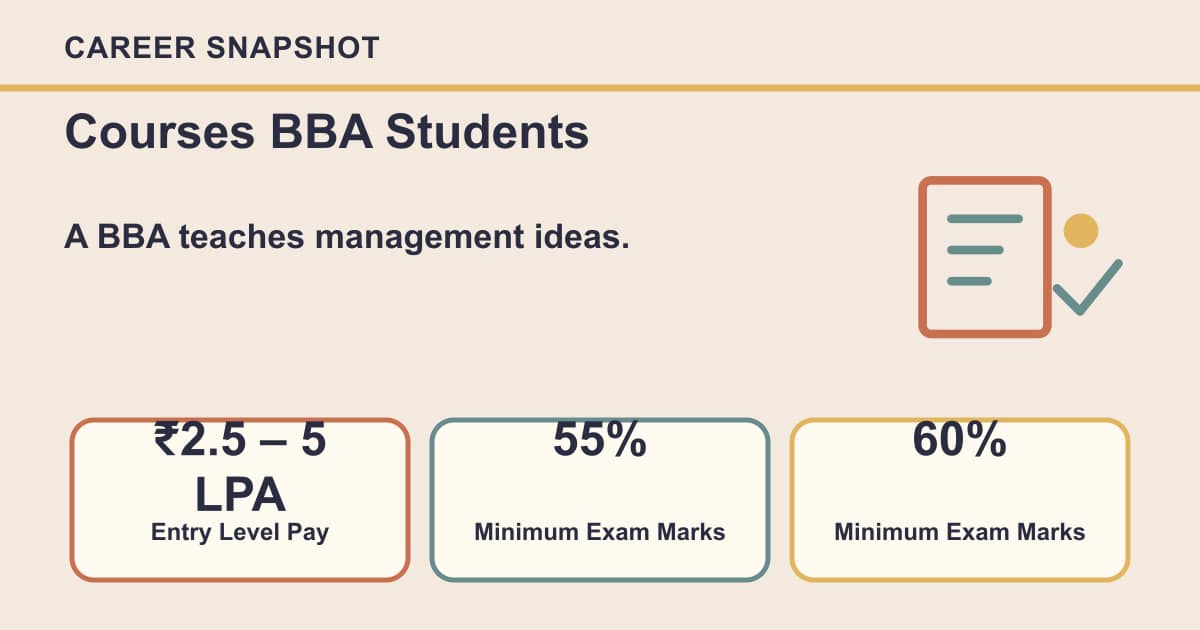 CAREER SNAPSHOT
Courses BBA Students
A BBA teaches management ideas.
₹2.5 – 5
LPA
Entry Level Pay
55%
Minimum Exam Marks
60%
Minimum Exam Marks